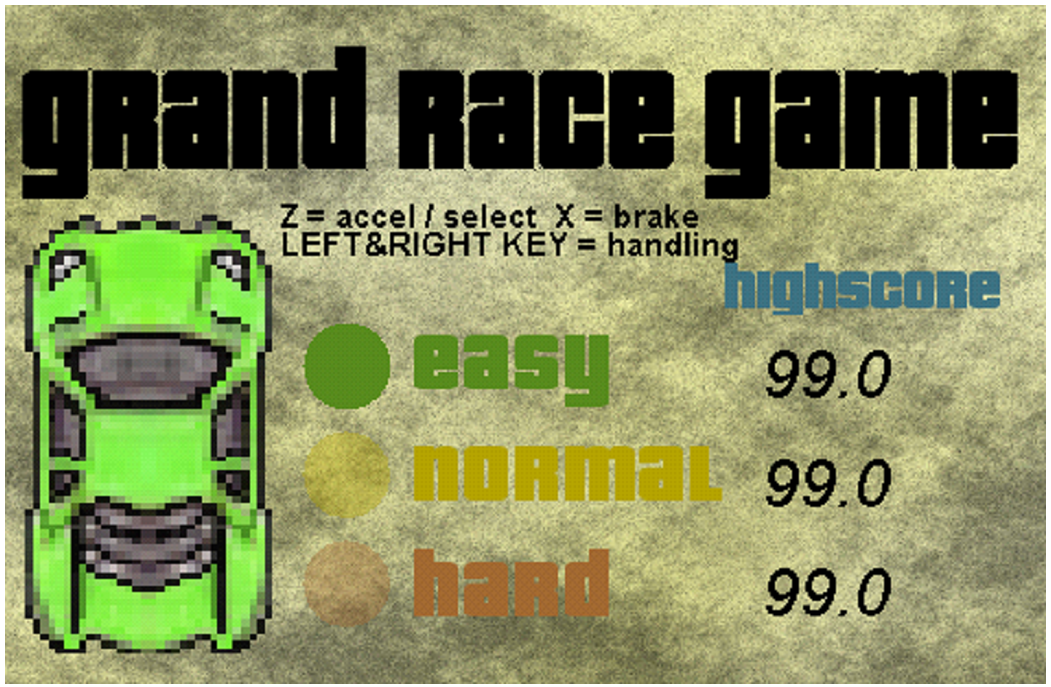 grand Race game
Z = accel / select X = brake
LEFT&RIGHT KEY = handling
highscore
easy 99.0
normal 99.0
hard 99.0